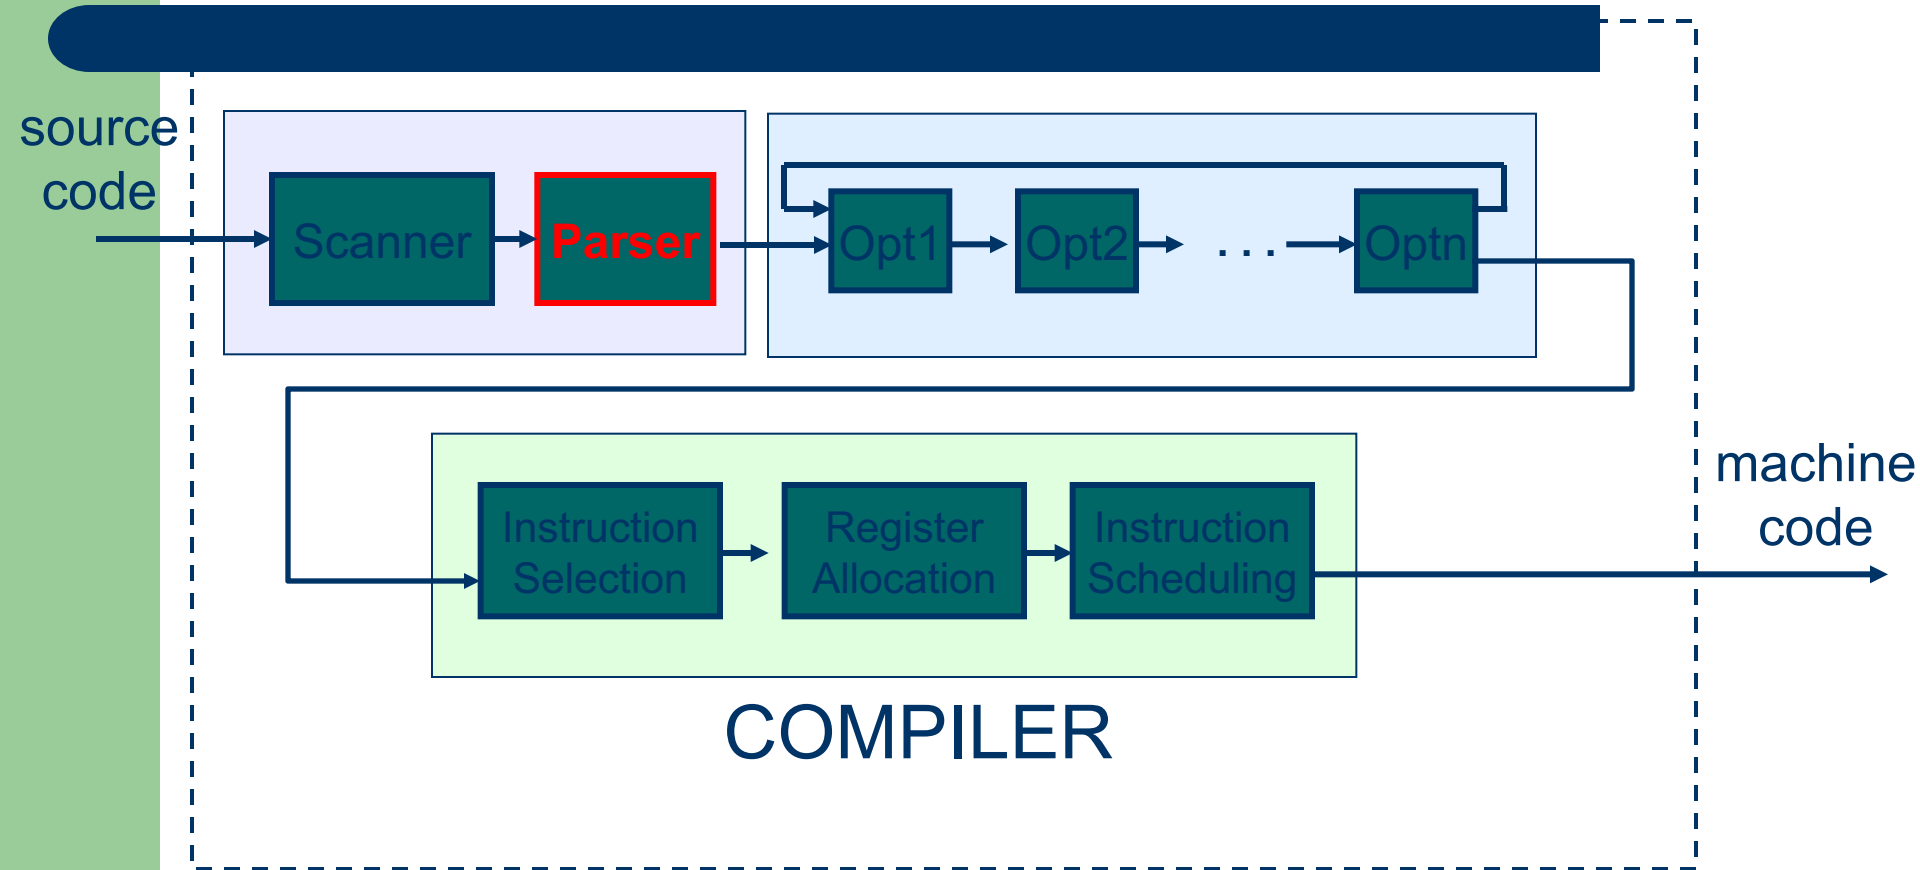 source
code
Scanner
Parser
Opt1
Opt2
. . .
Optn
Instruction
Selection
Register
Allocation
Instruction
Scheduling
machine
code
COMPILER